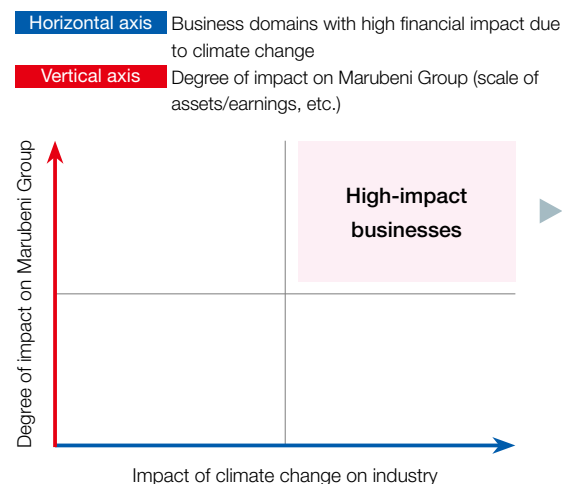 Horizontal axis Business domains with high financial impact due
to climate change
Vertical axis Degree of impact on Marubeni Group (scale of
assets/earnings, etc.)
Degree of impact on Marubeni Group
High-impact
businesses
Impact of climate change on industry